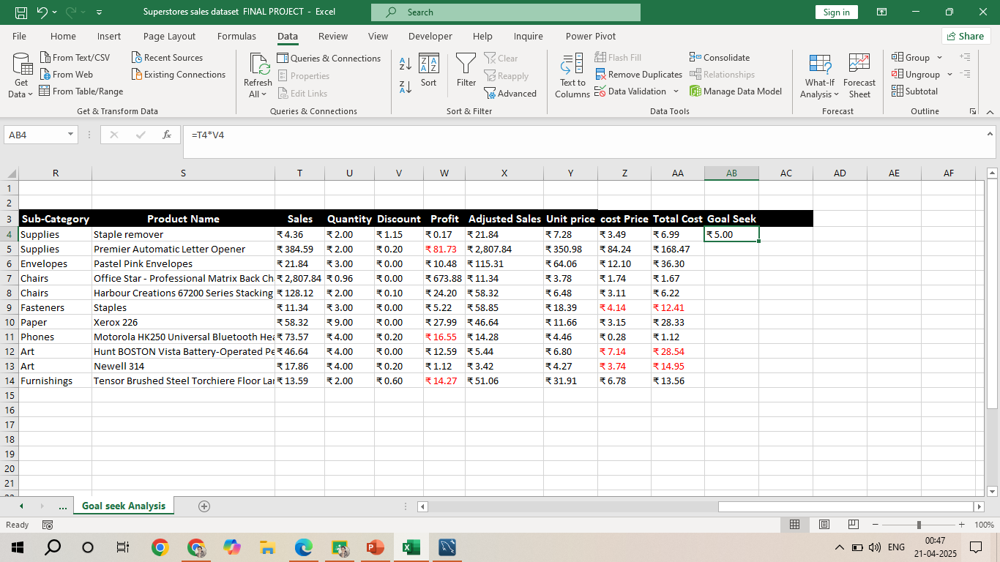 Superstores sales dataset  FINAL PROJECT  -  Excel
Search
Sign in
File Home Insert Page Layout Formulas Data Review View Developer Help Inquire Power Pivot
Share
Get Data
From Text/CSV
From Web
From Table/Range
Recent Sources
Existing Connections
Get & Transform Data
Refresh All
Queries & Connections
Properties
Edit Links
Queries & Connections
Sort
Filter
Clear
Reapply
Advanced
Sort & Filter
Text to Columns
Flash Fill
Remove Duplicates
Data Validation
Consolidate
Relationships
Manage Data Model
Data Tools
What-If Analysis
Forecast Sheet
Forecast
Group
Ungroup
Subtotal
Outline
AB4
fx
=T4*V4
R S T U V W X Y Z AA AB AC AD AE AF
1
2
3 Sub-Category Product Name Sales Quantity Discount Profit Adjusted Sales Unit price cost Price Total Cost Goal Seek
4 Supplies Staple remover ₹ 4.36 ₹ 2.00 ₹ 1.15 ₹ 0.17 ₹ 21.84 ₹ 7.28 ₹ 3.49 ₹ 6.99 ₹ 5.00
5 Supplies Premier Automatic Letter Opener ₹ 384.59 ₹ 2.00 ₹ 0.20 ₹ 81.73 ₹ 2,807.84 ₹ 350.98 ₹ 84.24 ₹ 168.47
6 Envelopes Pastel Pink Envelopes ₹ 21.84 ₹ 3.00 ₹ 0.00 ₹ 10.48 ₹ 115.31 ₹ 64.06 ₹ 12.10 ₹ 36.30
7 Chairs Office Star - Professional Matrix Back Ch ₹ 2,807.84 ₹ 0.96 ₹ 0.00 ₹ 673.88 ₹ 11.34 ₹ 3.78 ₹ 1.74 ₹ 1.67
8 Chairs Harbour Creations 67200 Series Stacking ₹ 128.12 ₹ 2.00 ₹ 0.10 ₹ 24.20 ₹ 58.32 ₹ 6.48 ₹ 3.11 ₹ 6.22
9 Fasteners Staples ₹ 11.34 ₹ 3.00 ₹ 0.00 ₹ 5.22 ₹ 58.85 ₹ 18.39 ₹ 4.14 ₹ 12.41
10 Paper Xerox 226 ₹ 58.32 ₹ 9.00 ₹ 0.00 ₹ 27.99 ₹ 46.64 ₹ 11.66 ₹ 3.15 ₹ 28.33
11 Phones Motorola HK250 Universal Bluetooth He ₹ 73.57 ₹ 4.00 ₹ 0.20 ₹ 16.55 ₹ 14.28 ₹ 4.46 ₹ 0.28 ₹ 1.12
12 Art Hunt BOSTON Vista Battery-Operated Pe ₹ 46.64 ₹ 4.00 ₹ 0.00 ₹ 12.59 ₹ 5.44 ₹ 6.80 ₹ 7.14 ₹ 28.54
13 Art Newell 314 ₹ 17.86 ₹ 4.00 ₹ 0.20 ₹ 1.12 ₹ 3.42 ₹ 4.27 ₹ 3.74 ₹ 14.95
14 Furnishings Tensor Brushed Steel Torchiere Floor La ₹ 13.59 ₹ 2.00 ₹ 0.60 ₹ 14.27 ₹ 51.06 ₹ 31.91 ₹ 6.78 ₹ 13.56
15
16
17
18
19
20
21
... Goal seek Analysis
Ready
100%
ENG
00:47
21-04-2025